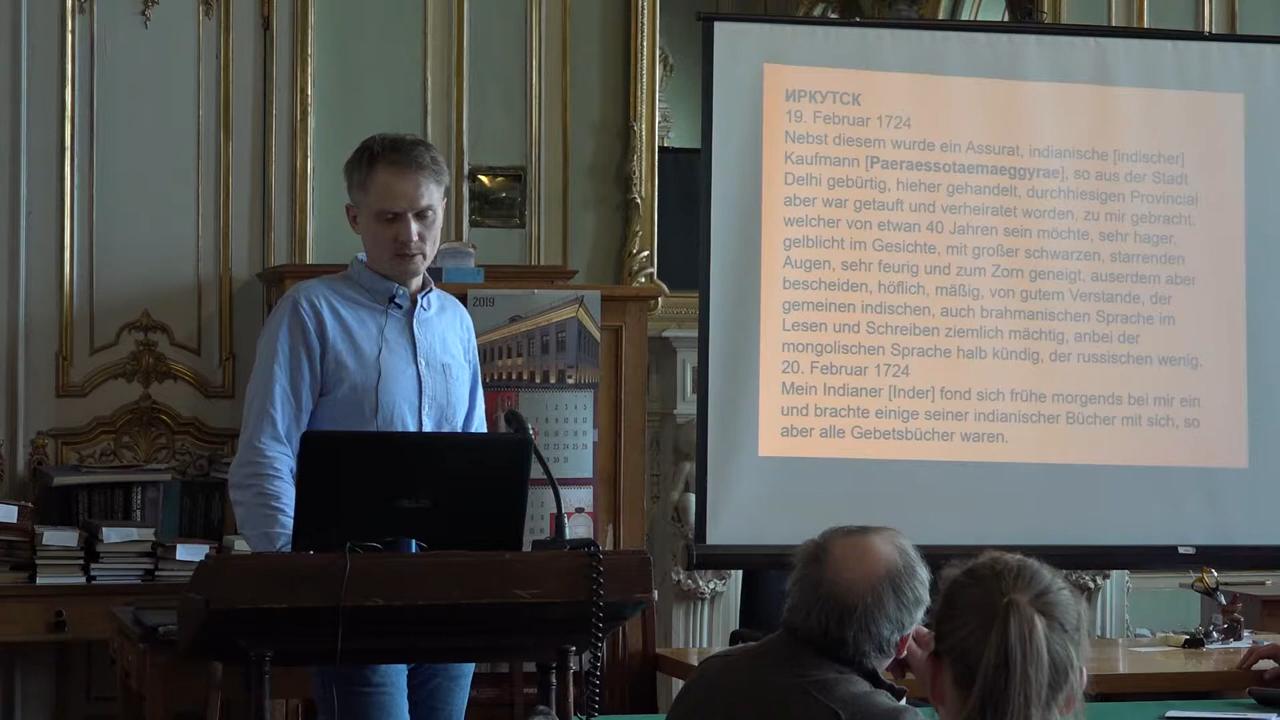 ИРКУТСК
19. Februar 1724
Nebst diesem wurde ein Assurat, indianische [indischer]
Kaufmann [Paeraessotaemaeggyrae], so aus der Stadt
Delhi gebürtig, hieher gehandelt, durchhiesigen Provincial
aber war getauft und verheiratet worden, zu mir gebracht.
welcher von etwan 40 Jahren sein möchte, sehr hager,
gelblicht im Gesichte, mit großer schwarzen, starrenden
Augen, sehr feurig und zum Zorn geneigt, auserdem aber
bescheiden, höflich, mäßig, von gutem Verstande, der
gemeinen indischen, auch brahmanischen Sprache im
Lesen und Schreiben ziemlich mächtig, anbei der
mongolischen Sprache halb kündig, der russischen wenig.
20. Februar 1724
Mein Indianer [Inder] fond sich frühe morgends bei mir ein
und brachte einige seiner indianischer Bücher mit sich, so
aber alle Gebetsbücher waren.
2019